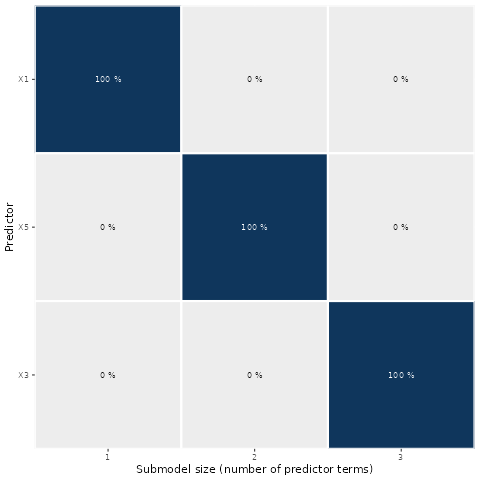 X1
100 %
0 %
0 %
Predictor
X5
0 %
100 %
0 %
X3
0 %
0 %
100 %
1
2
3
Submodel size (number of predictor terms)